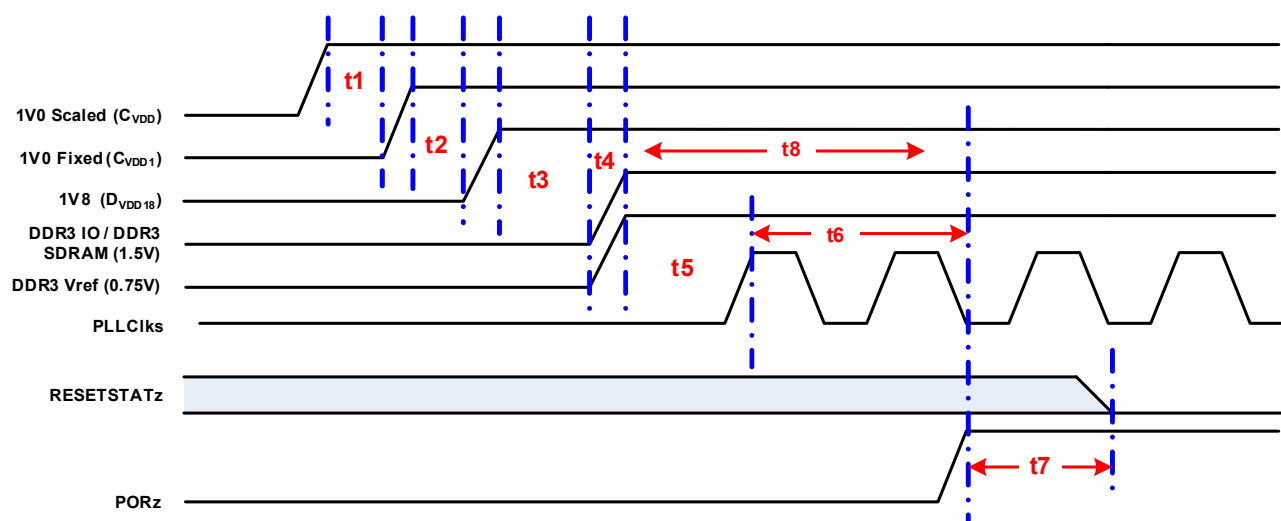 t1
1V0 Scaled (CVDD)
t2
t4
t8
1V0 Fixed (CVDD1)
t3
1V8 (DVDD18)
DDR3 IO / DDR3
SDRAM (1.5V)
t6
t5
DDR3 Vref (0.75V)
PLLClks
RESETSTATz
t7
PORz